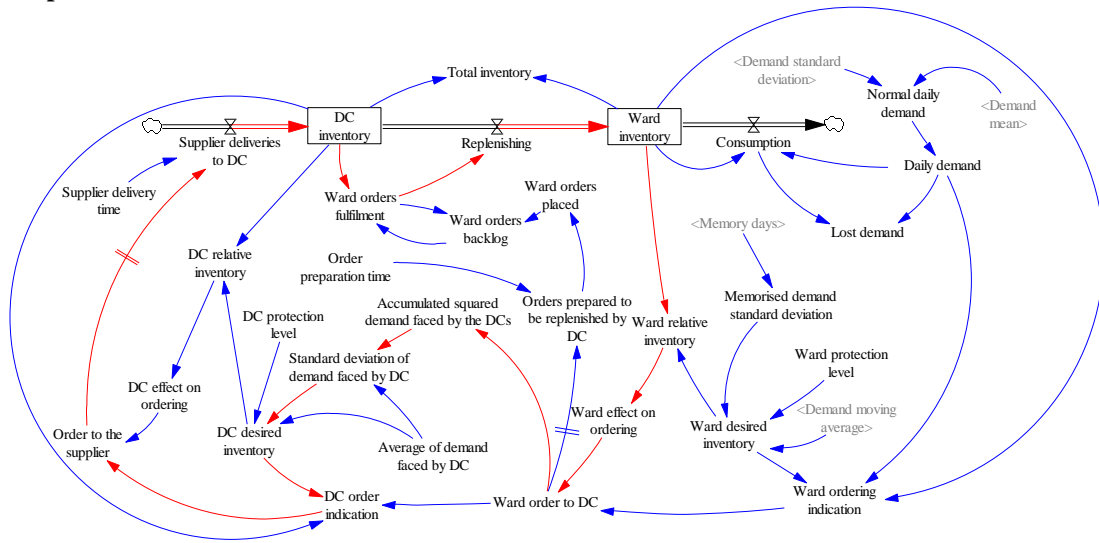 <Demand standard
deviation>
Total inventory
Normal daily
demand
<Demand
mean>
DC
inventory
Ward
inventory
Supplier deliveries
to DC
Replenishing
Consumption
Daily demand
Supplier delivery
time
Ward orders
fulfilment
Ward orders
placed
Ward orders
backlog
<Memory days>
Lost demand
DC relative
inventory
Order
preparation time
Memorised demand
standard deviation
Accumulated squared
demand faced by the DCs
Orders prepared to
be replenished by
DC
DC protection
level
Ward relative
inventory
Standard deviation of
demand faced by DC
Ward protection
level
DC effect on
ordering
Ward effect on
ordering
<Demand moving
average>
Order to the
supplier
DC desired
inventory
Average of demand
faced by DC
Ward desired
inventory
DC order
indication
Ward order to DC
Ward ordering
indication